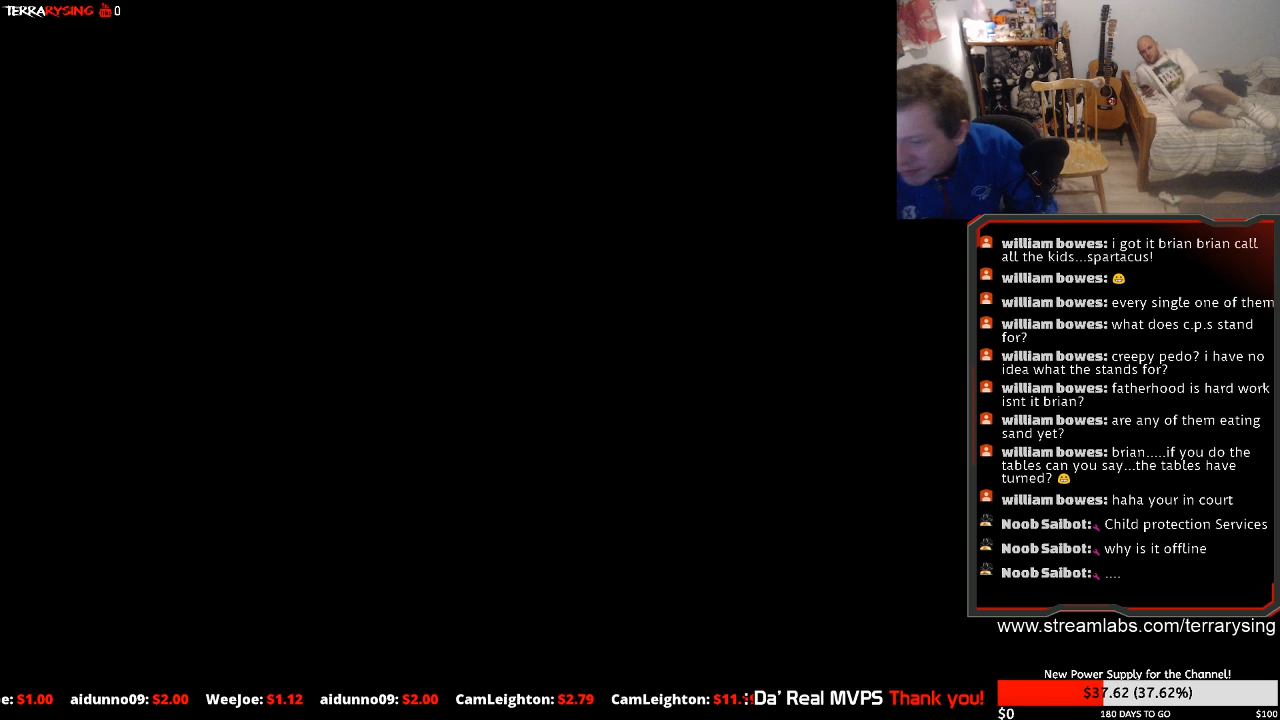 TERRARYSING 0
william bowes: i got it brian brian call
all the kids...spartacus!
william bowes:
william bowes: every single one of them
william bowes: what does c.p.s stand
for?
william bowes: creepy pedo? i have no
idea what the stands for?
william bowes: fatherhood is hard work
isnt it brian?
william bowes: are any of them eating
sand yet?
william bowes: brian.....if you do the
tables can you say...the tables have
turned?
william bowes: haha your in court
Noob Saibot: Child protection Services
Noob Saibot: why is it offline
Noob Saibot: ....
www.streamlabs.com/terrarysing
New Power Supply for the Channel!
$37.62 (37.62%)
$0 180 DAYS TO GO $100
e: $1.00 aidunno09: $2.00 WeeJoe: $1.12 aidunno09: $2.00 CamLeighton: $2.79 CamLeighton: : Da' Real MVPS Thank you!